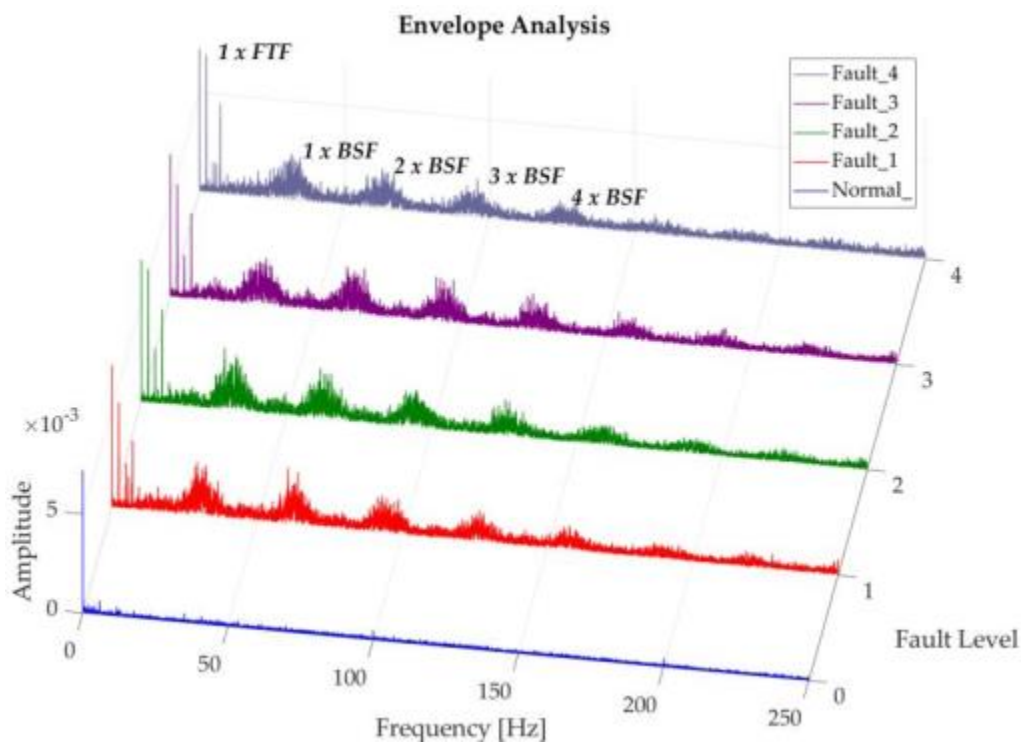 Envelope Analysis
1 x FTF
Fault_4
Fault_3
Fault_2
Fault_1
Normal_
1 x BSF
2 x BSF
3 x BSF
4 x BSF
4
3
×10-3
2
5
Amplitude
1
0
Fault Level
0
50
100
150
200
250
0
Frequency [Hz]